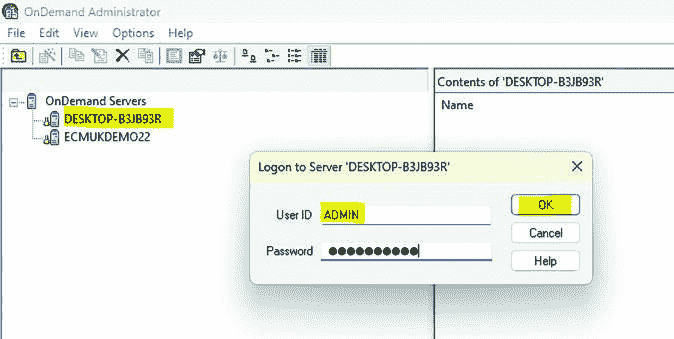 OnDemand Administrator
File Edit View Options Help
Contents of 'DESKTOP-B3JB93R'
Name
OnDemand Servers
DESKTOP-B3JB93R
ECMUKDEMO22
Logon to Server 'DESKTOP-B3JB93R'
User ID ADMIN
OK
Cancel
Password ●●●●●●●●●●
Help